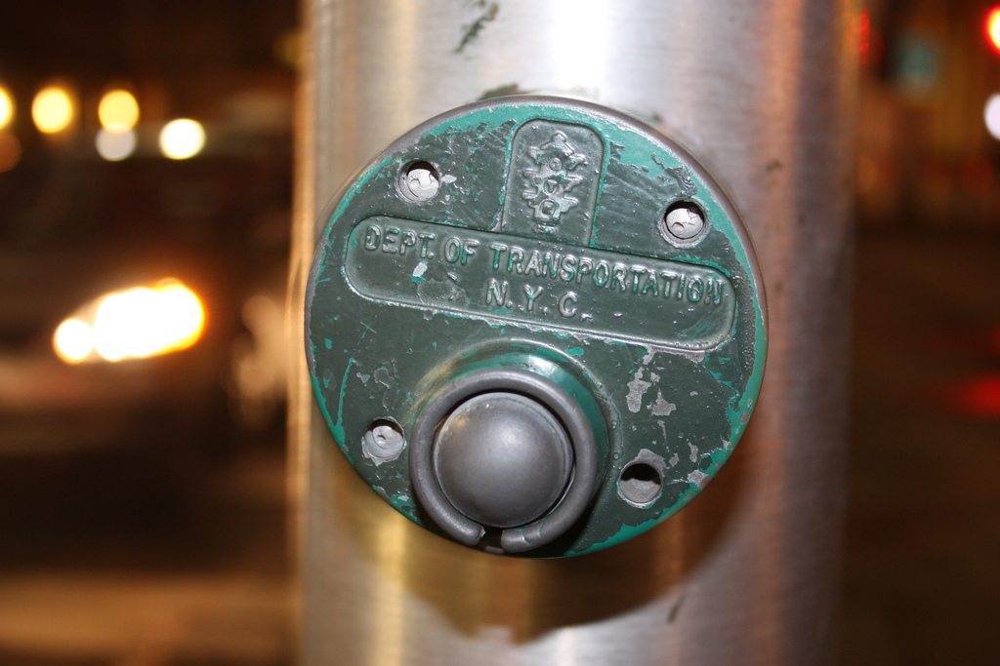 DEPT. OF TRANSPORTATION
N.Y.C.